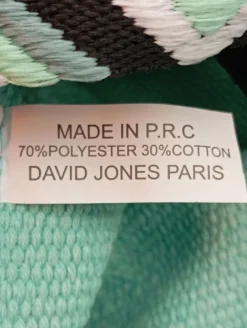 MADE IN P.R.C
70%POLYESTER 30%COTTON
DAVID JONES PARIS